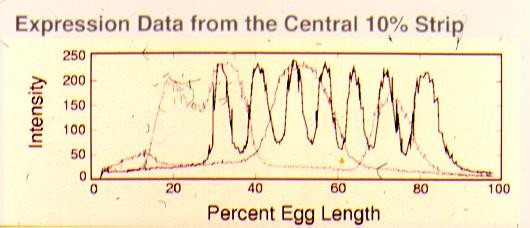 Expression Data from the Central 10% Strip
Intensity
250
200
150
100
50
0
0 20 40 60 80 100
Percent Egg Length